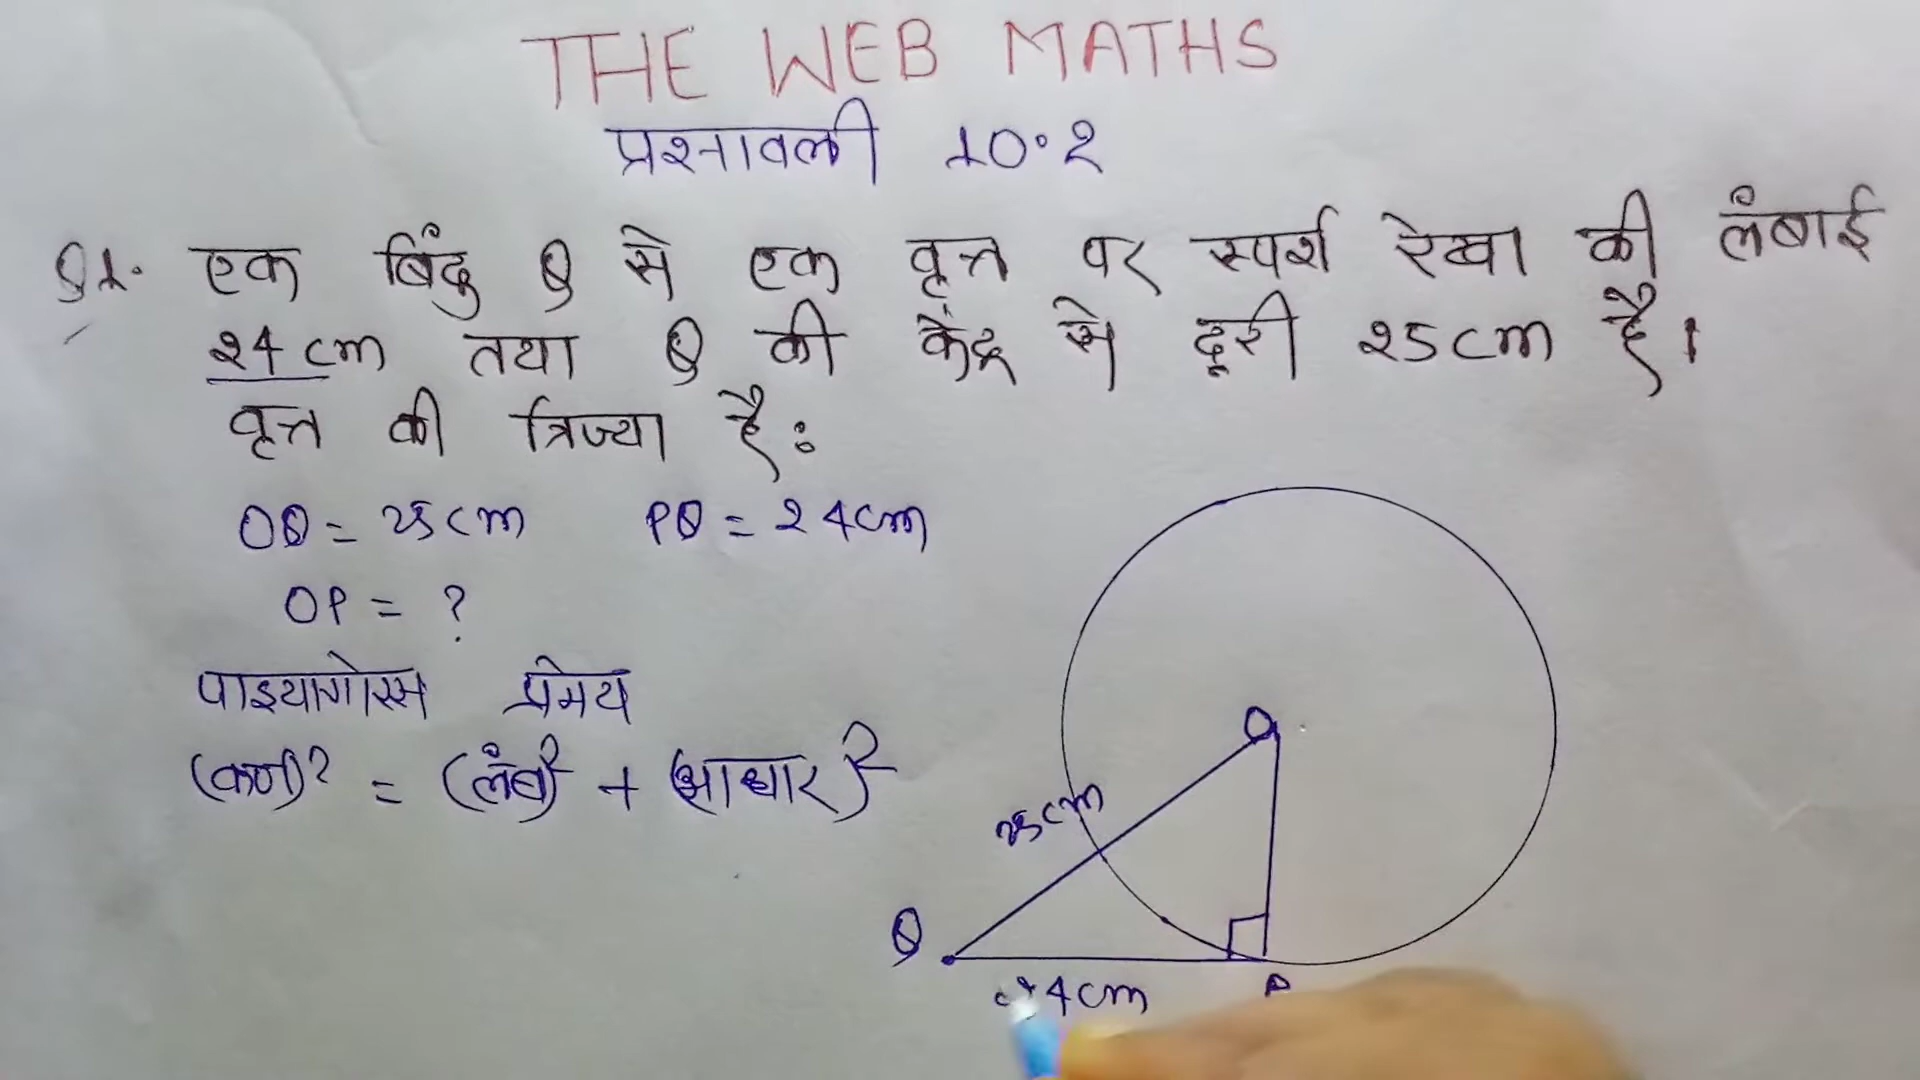 THE WEB MATHS
प्रश्नावली 10.2
Q1. एक बिंदु Q से एक वृत्त पर स्पर्श रेखा की लंबाई
24 cm तथा Q की केंद्र से दूरी 25 cm है।
वृत्त की त्रिज्या है:
OQ = 25 cm PQ = 24 cm
OP = ?
पाइथागोरस प्रमेय
(कर्ण)² = (लंब)² + (आधार)²
O
25 cm
Q
24 cm